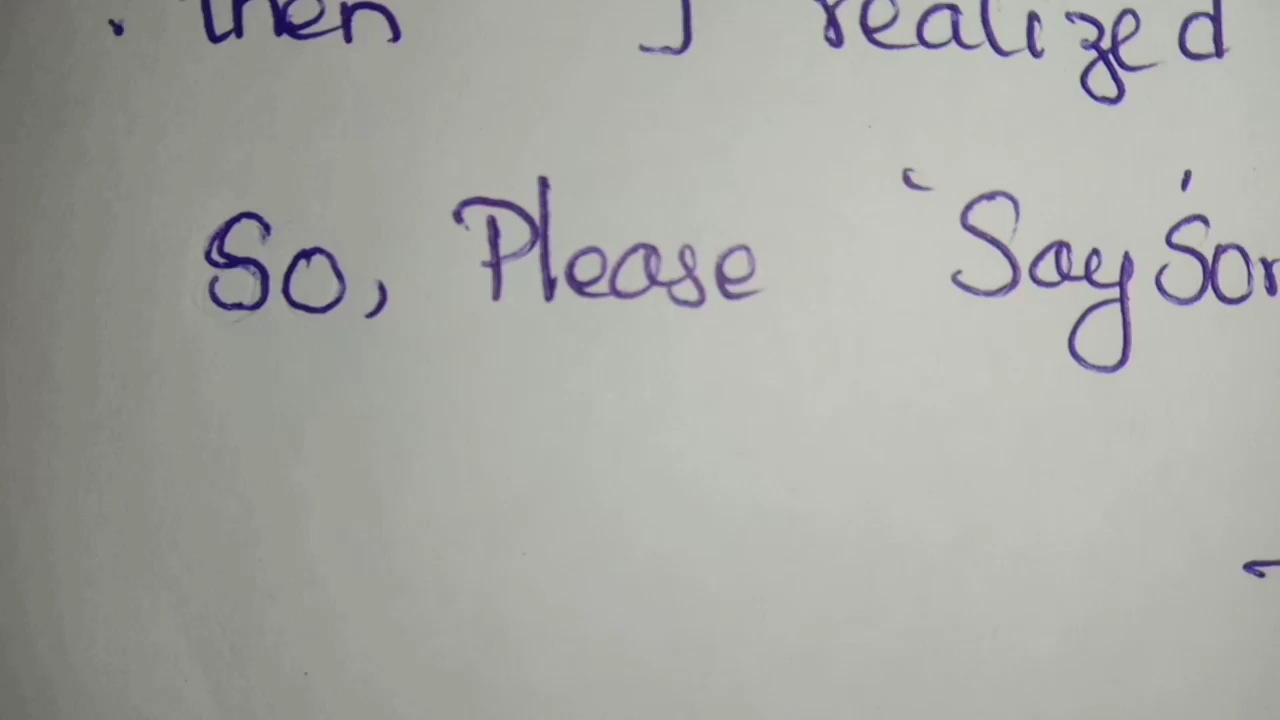 . then I realized
So, Please 'Say 'Sor